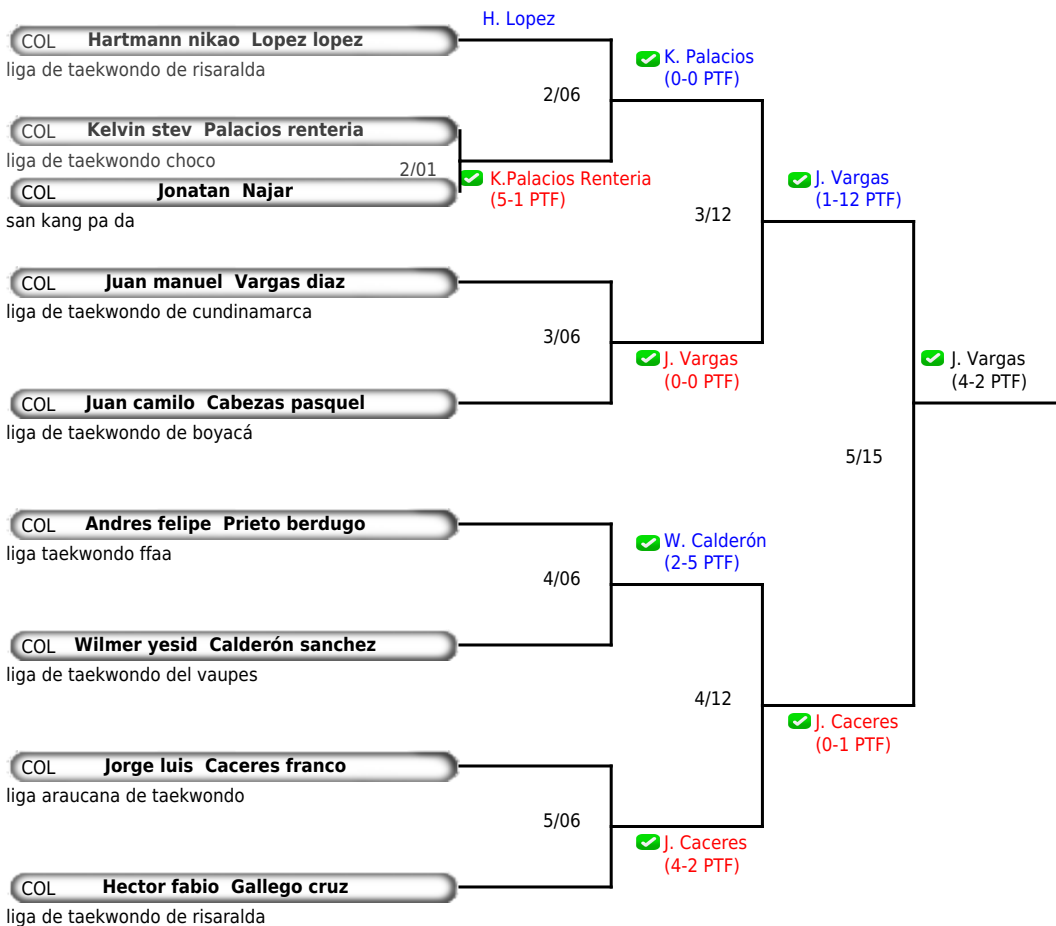 H. Lopez
COL Hartmann nikao Lopez lopez
liga de taekwondo de risaralda
K. Palacios
(0-0 PTF)
2/06
COL Kelvin stev Palacios renteria
liga de taekwondo choco
2/01
K.Palacios Renteria
(5-1 PTF)
COL Jonatan Najar
san kang pa da
J. Vargas
(1-12 PTF)
3/12
COL Juan manuel Vargas diaz
liga de taekwondo de cundinamarca
3/06
J. Vargas
(0-0 PTF)
J. Vargas
(4-2 PTF)
COL Juan camilo Cabezas pasquel
liga de taekwondo de boyacá
5/15
COL Andres felipe Prieto berdugo
liga taekwondo ffaa
W. Calderón
(2-5 PTF)
4/06
COL Wilmer yesid Calderón sanchez
liga de taekwondo del vaupes
4/12
J. Caceres
(0-1 PTF)
COL Jorge luis Caceres franco
liga araucana de taekwondo
5/06
J. Caceres
(4-2 PTF)
COL Hector fabio Gallego cruz
liga de taekwondo de risaralda